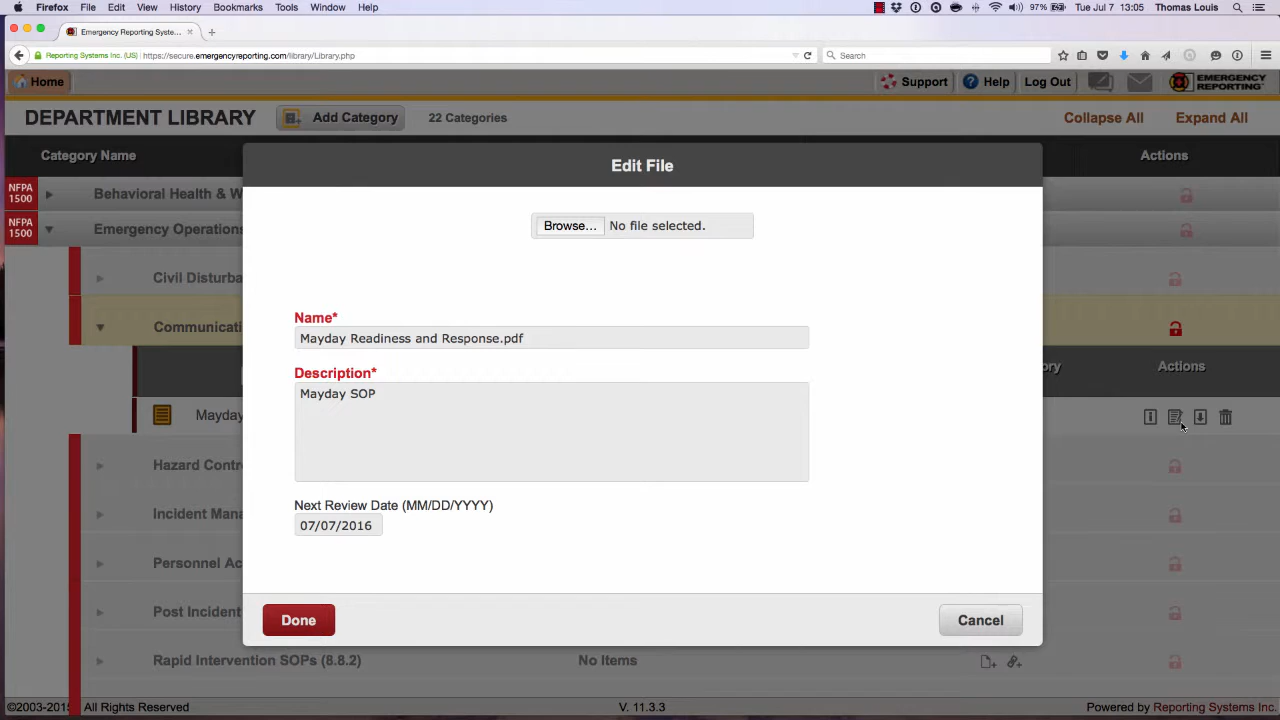 Firefox File Edit View History Bookmarks Tools Window Help 97% Tue Jul 7 13:05 Thomas Louis
Emergency Reporting Syste...
Reporting Systems Inc. (US) https://secure.emergencyreporting.com/library/Library.php Search
Home Support Help Log Out EMERGENCY REPORTING
DEPARTMENT LIBRARY Add Category 22 Categories Collapse All Expand All
Category Name Edit File Actions
NFPA 1500 Behavioral Health & W
Browse... No file selected.
NFPA 1500 Emergency Operations
Civil Disturba
Name*
Communicati Mayday Readiness and Response.pdf
Description*
ory Actions
Mayday SOP
Mayday
Hazard Contr
Next Review Date (MM/DD/YYYY)
Incident Mana 07/07/2016
Personnel Ac
Post Incident Done Cancel
Rapid Intervention SOPs (8.8.2) No Items
©2003-201 All Rights Reserved V. 11.3.3 Powered by Reporting Systems Inc.